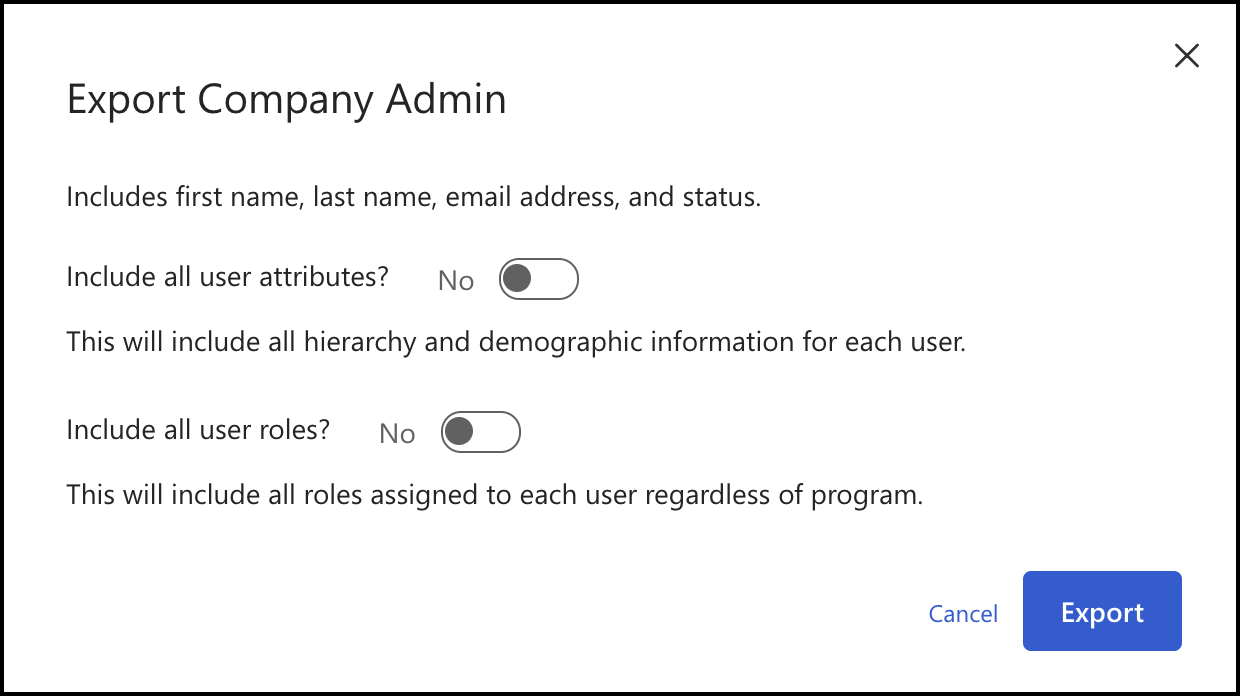 Export Company Admin
Includes first name, last name, email address, and status.
Include all user attributes? No
This will include all hierarchy and demographic information for each user.
Include all user roles? No
This will include all roles assigned to each user regardless of program.
Cancel Export